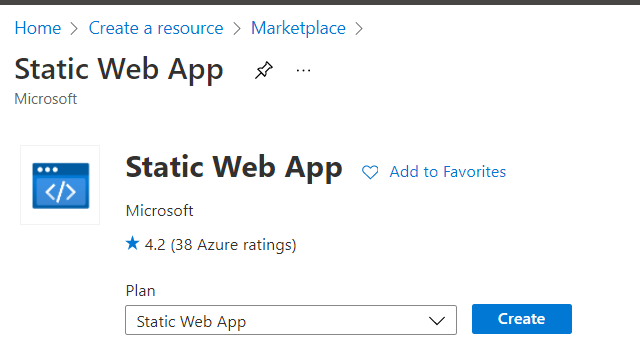 Home > Create a resource > Marketplace >
Static Web App ...
Microsoft
</>
Static Web App Add to Favorites
Microsoft
★ 4.2 (38 Azure ratings)
Plan
Static Web App Create